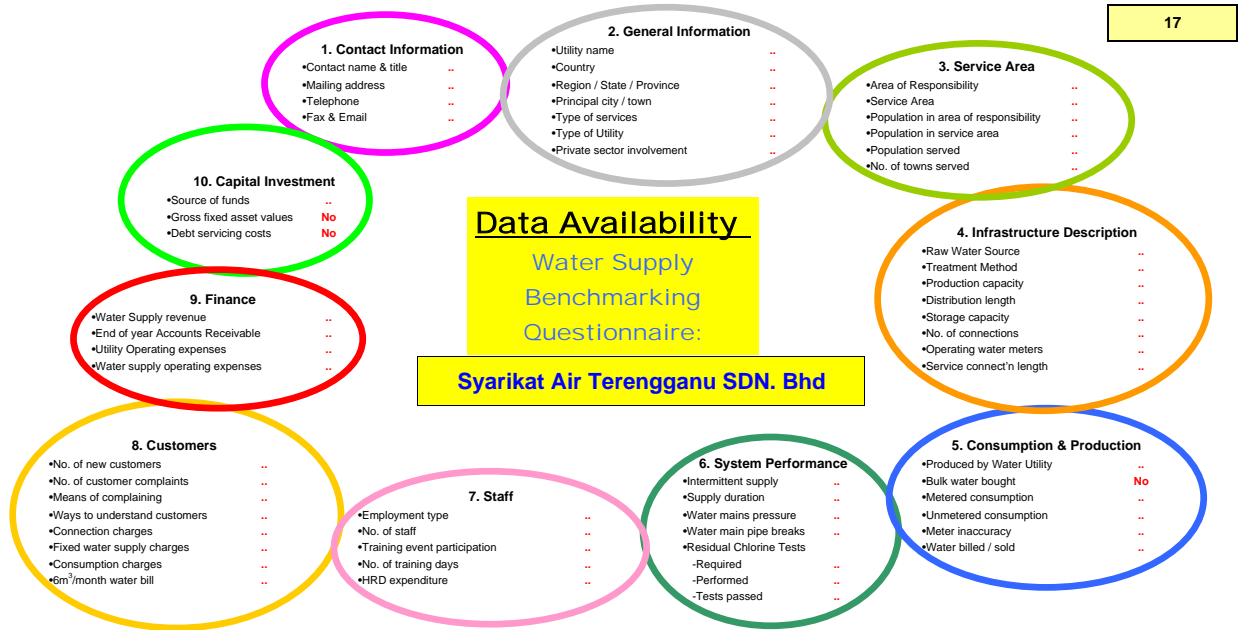 17
1. Contact Information
•Contact name & title ..
•Mailing address ..
•Telephone ..
•Fax & Email ..
2. General Information
•Utility name ..
•Country ..
•Region / State / Province ..
•Principal city / town ..
•Type of services ..
•Type of Utility ..
•Private sector involvement ..
3. Service Area
•Area of Responsibility ..
•Service Area ..
•Population in area of responsibility ..
•Population in service area ..
•Population served ..
•No. of towns served ..
10. Capital Investment
•Source of funds ..
•Gross fixed asset values No
•Debt servicing costs No
Data Availability
Water Supply
Benchmarking
Questionnaire:
Syarikat Air Terengganu SDN. Bhd
4. Infrastructure Description
•Raw Water Source ..
•Treatment Method ..
•Production capacity ..
•Distribution length ..
•Storage capacity ..
•No. of connections ..
•Operating water meters ..
•Service connect'n length ..
9. Finance
•Water Supply revenue ..
•End of year Accounts Receivable ..
•Utility Operating expenses ..
•Water supply operating expenses ..
8. Customers
•No. of new customers ..
•No. of customer complaints ..
•Means of complaining ..
•Ways to understand customers ..
•Connection charges ..
•Fixed water supply charges ..
•Consumption charges ..
•6m³/month water bill ..
7. Staff
•Employment type ..
•No. of staff ..
•Training event participation ..
•No. of training days ..
•HRD expenditure ..
6. System Performance
•Intermittent supply ..
•Supply duration ..
•Water mains pressure ..
•Water main pipe breaks ..
•Residual Chlorine Tests
-Required ..
-Performed ..
-Tests passed ..
5. Consumption & Production
•Produced by Water Utility ..
•Bulk water bought No
•Metered consumption ..
•Unmetered consumption ..
•Meter inaccuracy ..
•Water billed / sold ..